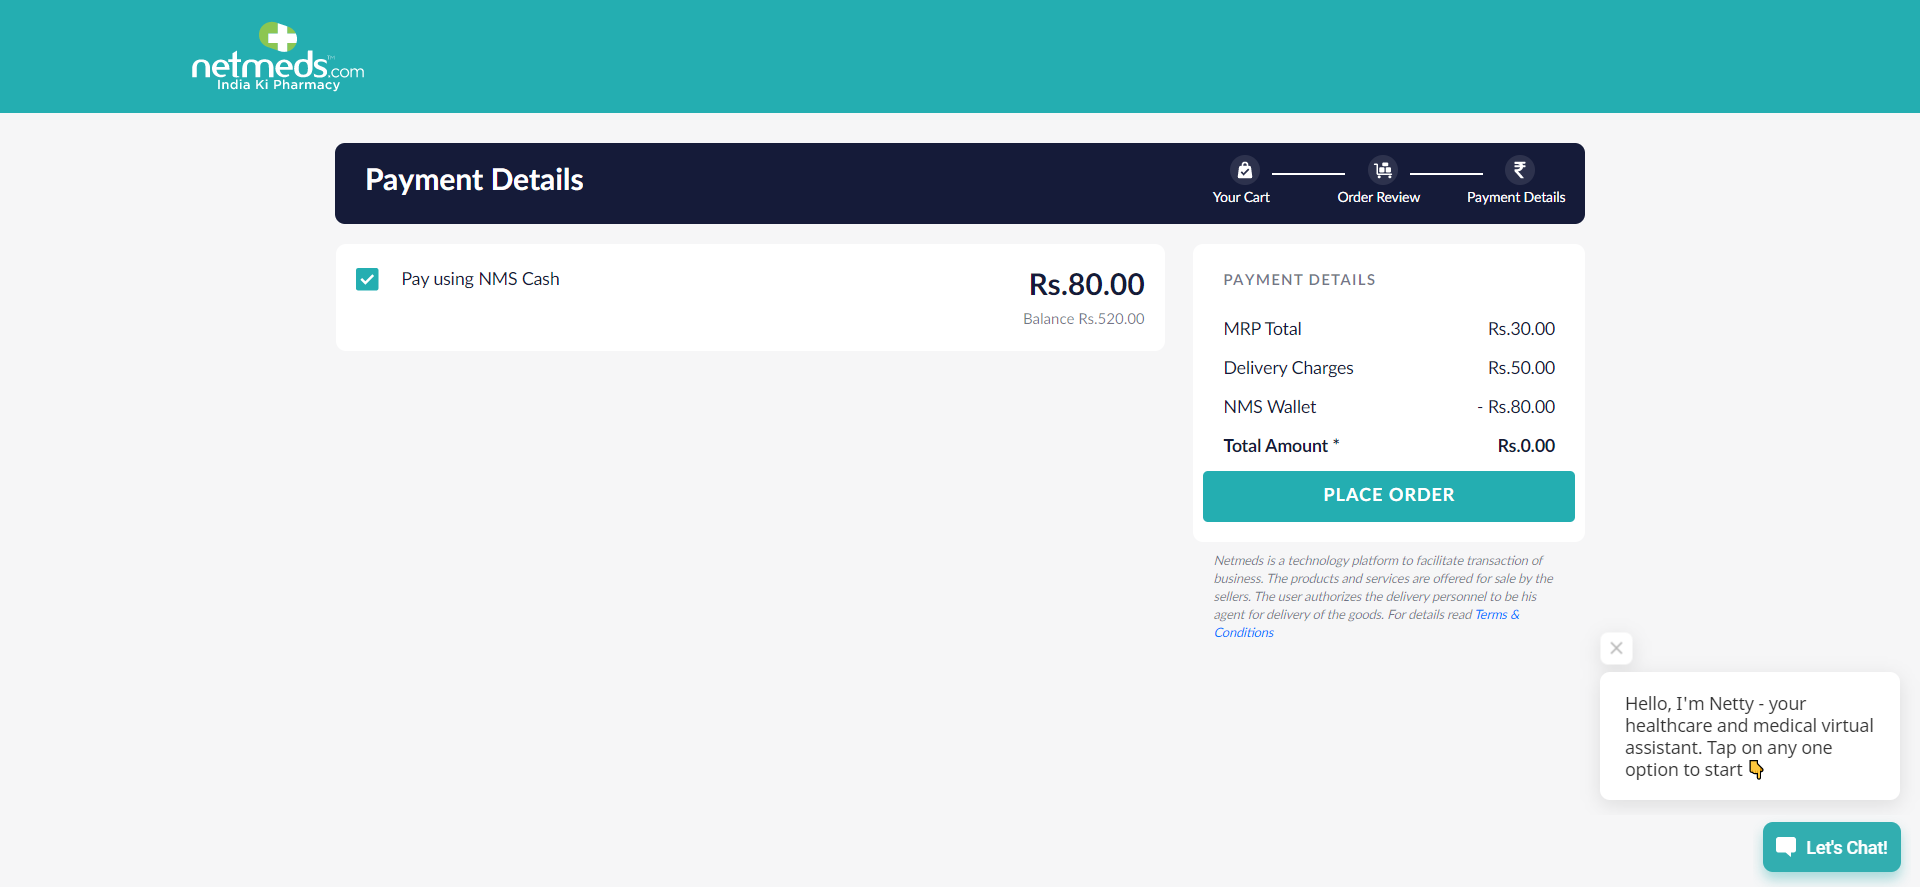 netmeds.com™
India Ki Pharmacy
Payment Details
Your Cart
Order Review
Payment Details
Pay using NMS Cash
Rs.80.00
Balance Rs.520.00
PAYMENT DETAILS
MRP Total Rs.30.00
Delivery Charges Rs.50.00
NMS Wallet - Rs.80.00
Total Amount * Rs.0.00
PLACE ORDER
Netmeds is a technology platform to facilitate transaction of
business. The products and services are offered for sale by the
sellers. The user authorizes the delivery personnel to be his
agent for delivery of the goods. For details read Terms &
Conditions
Hello, I'm Netty - your
healthcare and medical virtual
assistant. Tap on any one
option to start 👇
Let's Chat!